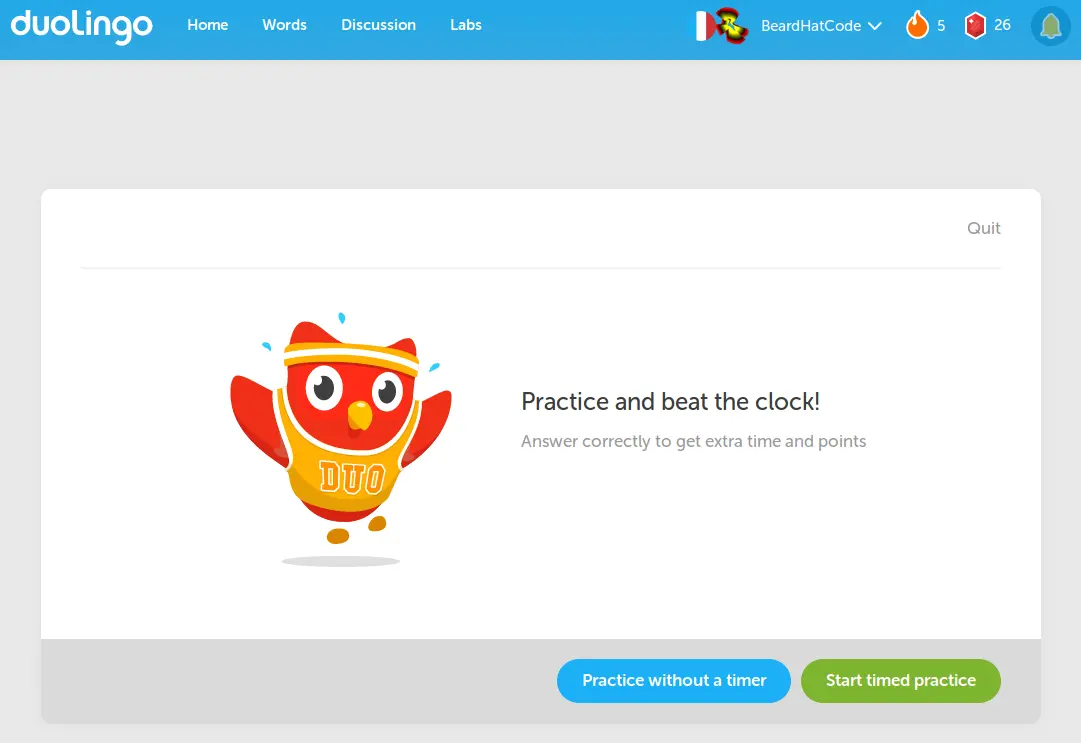 duolingo
Home Words Discussion Labs
BeardHatCode 5 26
Quit
Practice and beat the clock!
Answer correctly to get extra time and points
DUO
Practice without a timer Start timed practice